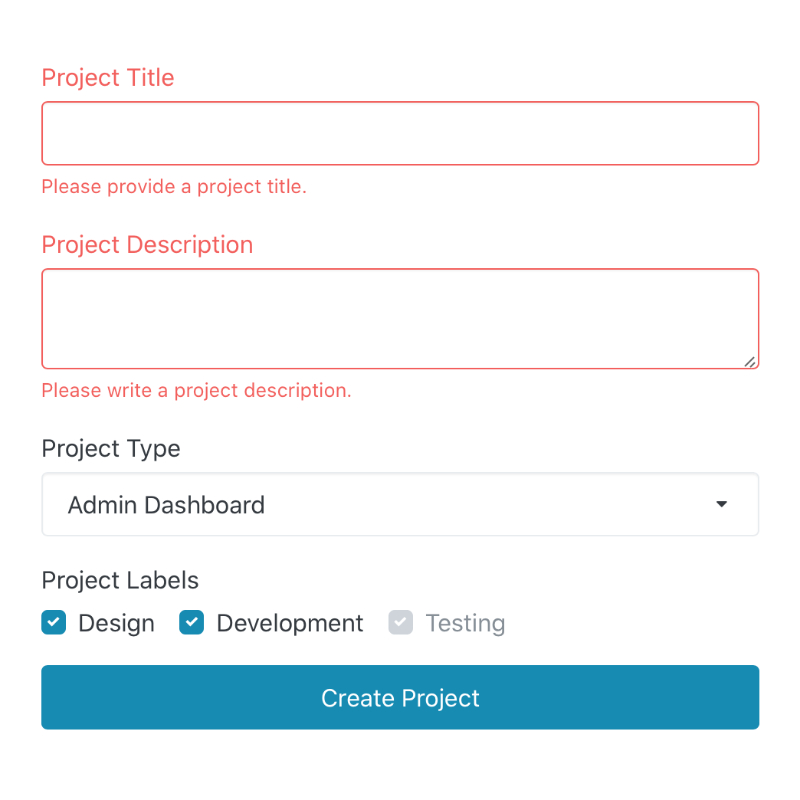 Project Title
Please provide a project title.
Project Description
Please write a project description.
Project Type
Admin Dashboard
Project Labels
Design Development Testing
Create Project